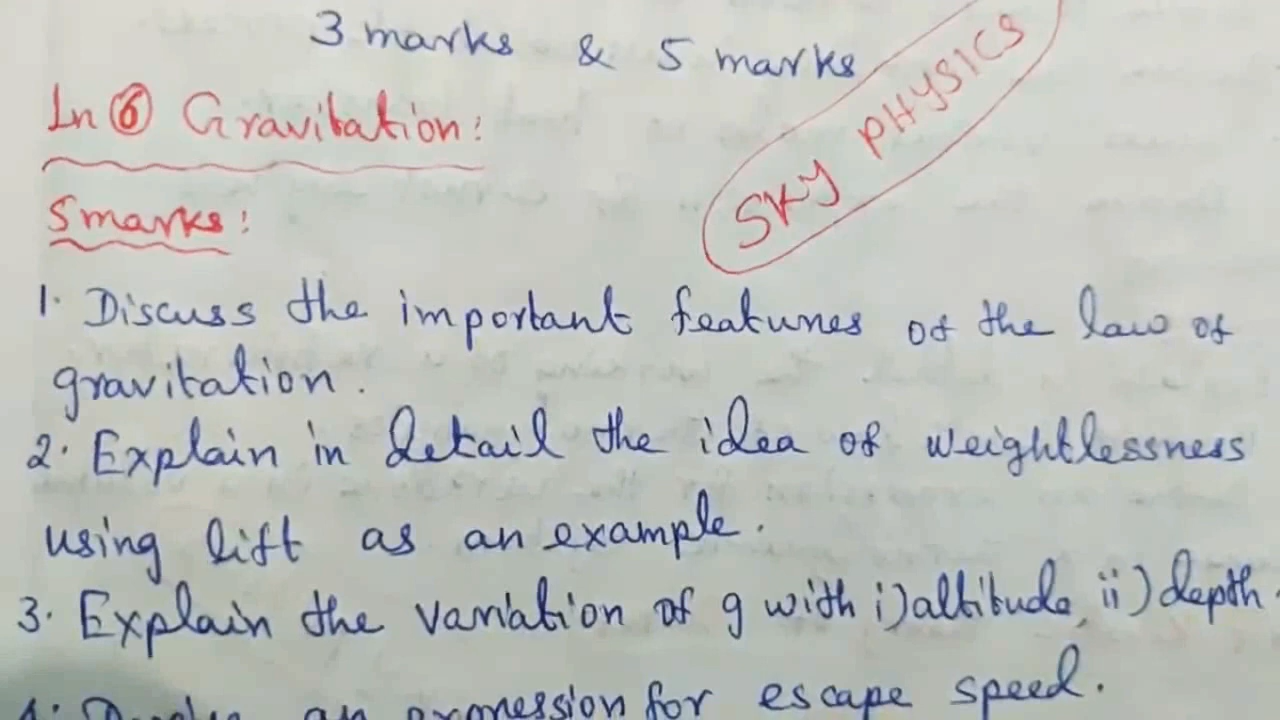 3 marks & 5 marks
SKY PHYSICS
Ln ⑥ Gravitation:
5 marks:
1. Discuss the important features of the law of
gravitation.
2. Explain in detail the idea of weightlessness
using lift as an example.
3. Explain the variation of g with i) altitude, ii) depth.
an expression for escape speed.